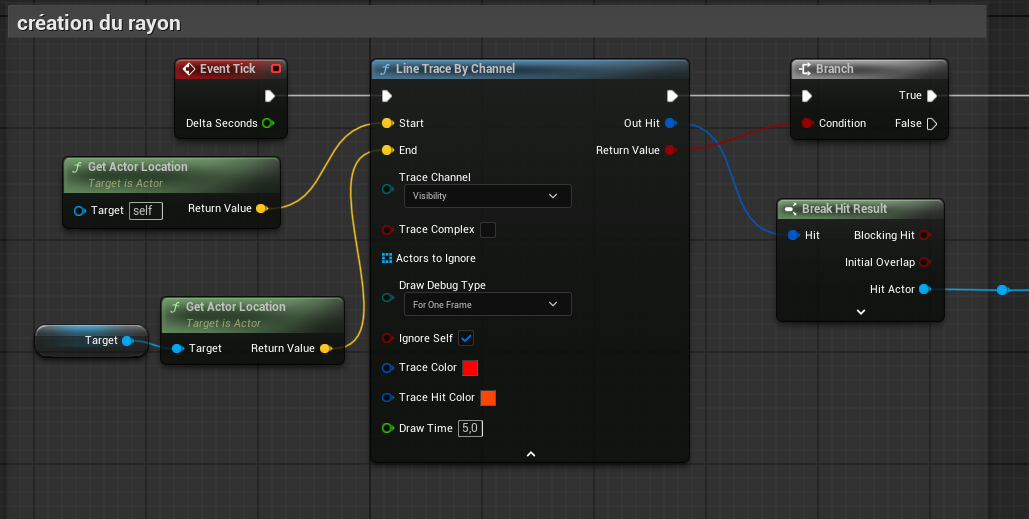 création du rayon
Event Tick
Delta Seconds
Get Actor Location
Target is Actor
Target
self
Return Value
Target
Get Actor Location
Target is Actor
Target
Return Value
Line Trace By Channel
Start
Out Hit
End
Return Value
Trace Channel
Visibility
Trace Complex
Actors to Ignore
Draw Debug Type
For One Frame
Ignore Self
Trace Color
Trace Hit Color
Draw Time
5,0
Branch
True
Condition
False
Break Hit Result
Hit
Blocking Hit
Initial Overlap
Hit Actor